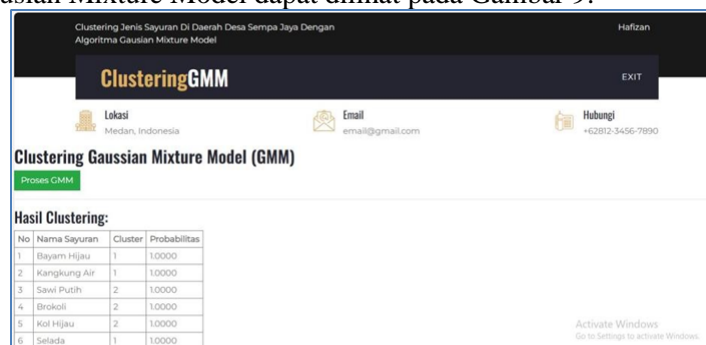 usian Mixture Model dapat dilihat pada Gambar 9.
Clustering Jenis Sayuran Di Daerah Desa Sempa Jaya Dengan
Algoritma Gausian Mixture Model
Hafizan
ClusteringGMM
EXIT
Lokasi
Medan, Indonesia
Email
email@gmail.com
Hubungi
+62812-3456-7890
Clustering Gaussian Mixture Model (GMM)
Proses GMM
Hasil Clustering:
No Nama Sayuran Cluster Probabilitas
1 Bayam Hijau 1 1.0000
2 Kangkung Air 1 1.0000
3 Sawi Putih 2 1.0000
4 Brokoli 2 1.0000
5 Kol Hijau 2 1.0000
6 Selada 1 1.0000
Activate Windows
Go to Settings to activate Windows.